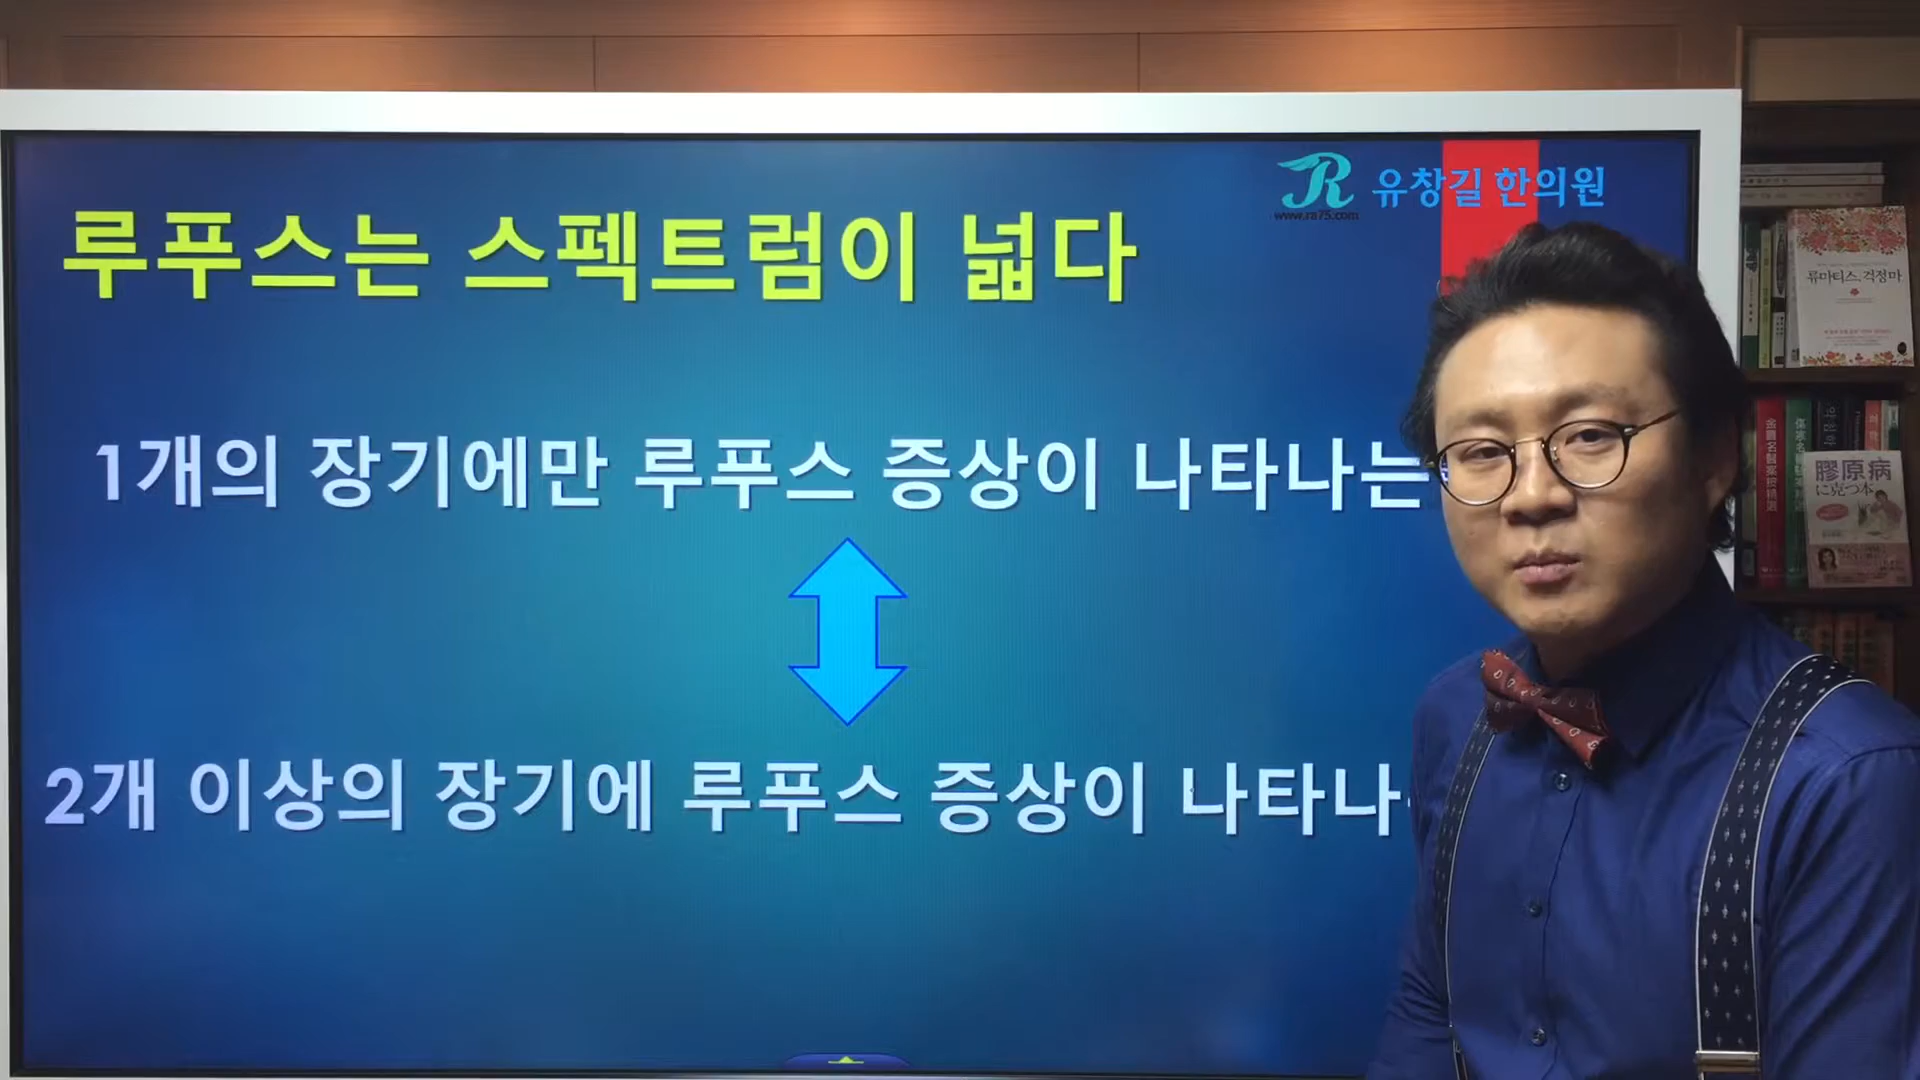 유창길 한의원
www.ra75.com
루푸스는 스펙트럼이 넓다
1개의 장기에만 루푸스 증상이 나타나는
2개 이상의 장기에 루푸스 증상이 나타나
류마티스, 걱정마
膠原病
に克つ本